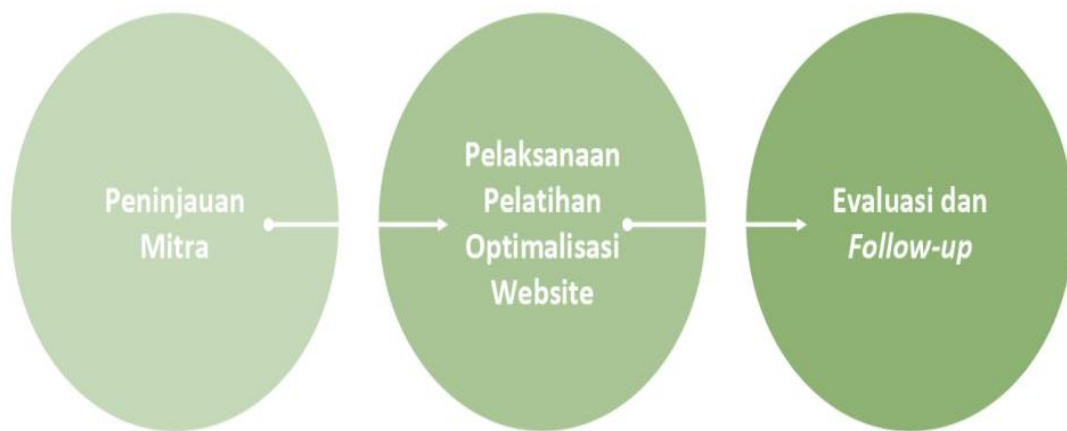 Peninjauan
Mitra
Pelaksanaan
Pelatihan
Optimalisasi
Website
Evaluasi dan
Follow-up